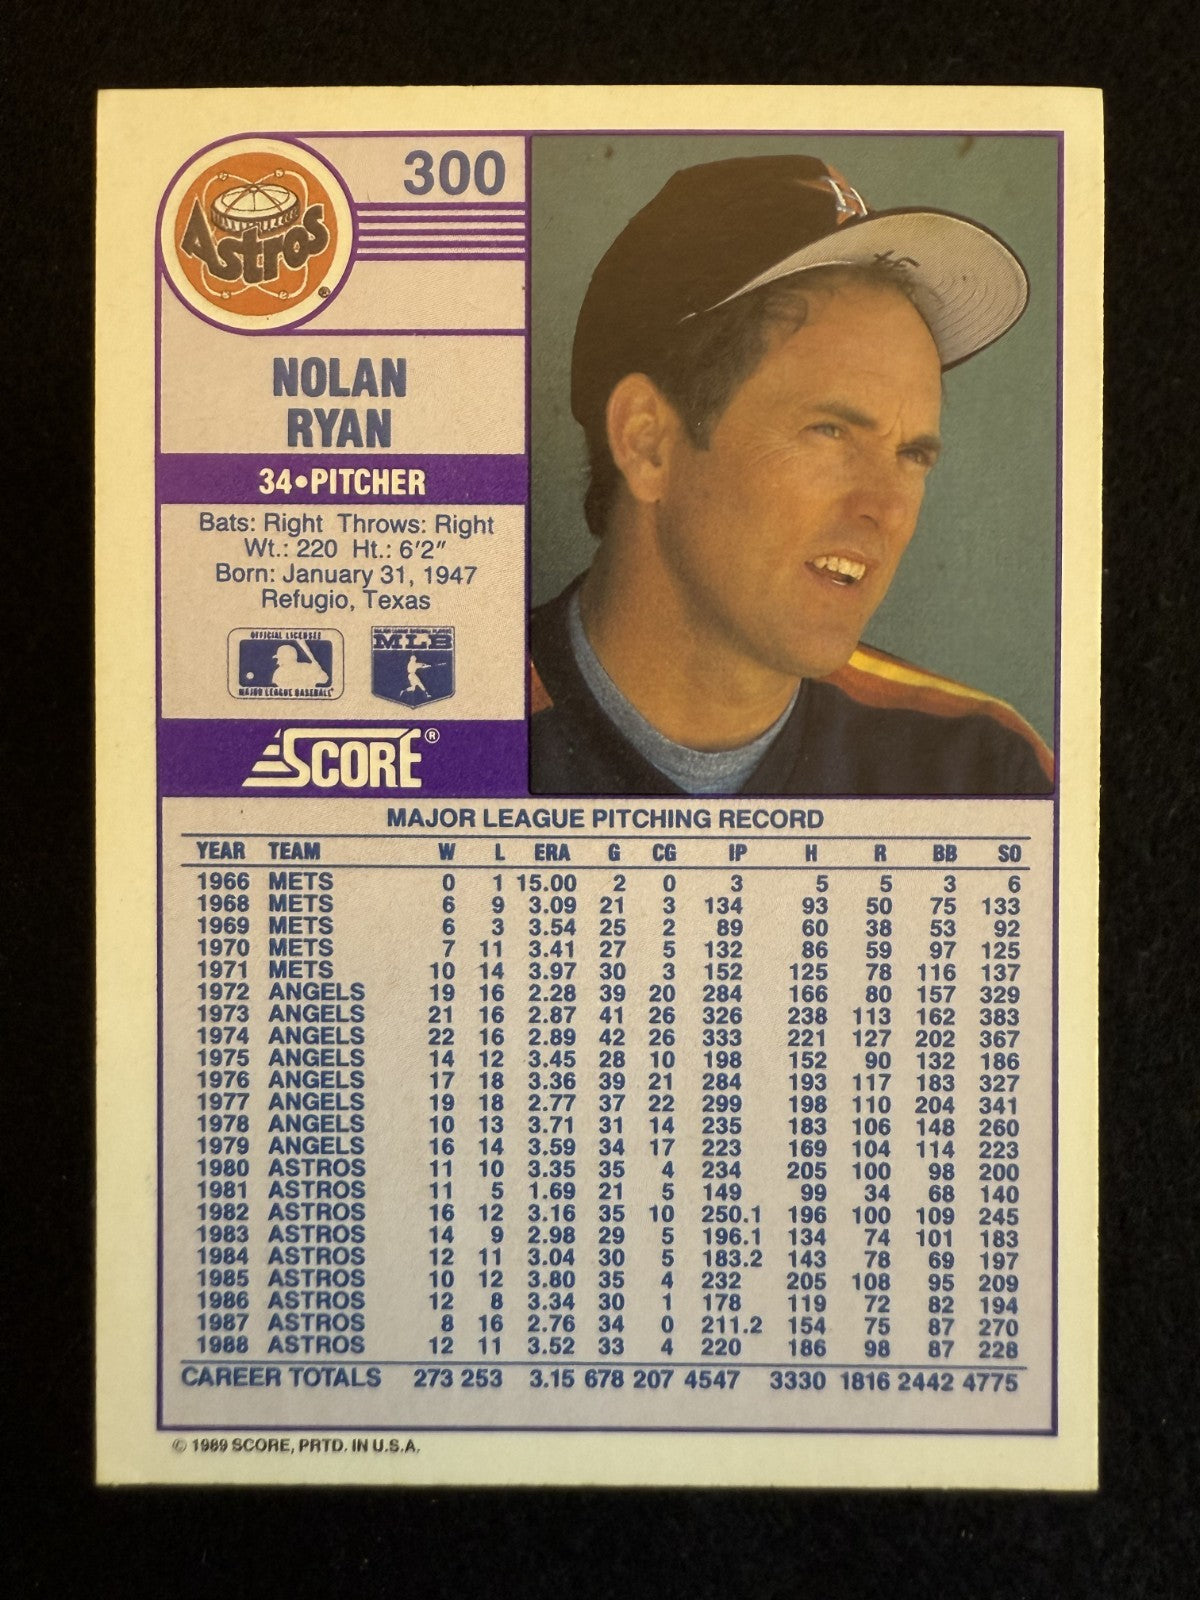 300
Astros
NOLAN
RYAN
34•PITCHER
Bats: Right Throws: Right
Wt.: 220 Ht.: 6'2"
Born: January 31, 1947
Refugio, Texas
OFFICIAL LICENSEE
MAJOR LEAGUE BASEBALL
MLB
SCORE®
MAJOR LEAGUE PITCHING RECORD
YEAR TEAM W L ERA G CG IP H R BB SO
1966 METS 0 1 15.00 2 0 3 5 5 3 6
1968 METS 6 9 3.09 21 3 134 93 50 75 133
1969 METS 6 3 3.54 25 2 89 60 38 53 92
1970 METS 7 11 3.41 27 5 132 86 59 97 125
1971 METS 10 14 3.97 30 3 152 125 78 116 137
1972 ANGELS 19 16 2.28 39 20 284 166 80 157 329
1973 ANGELS 21 16 2.87 41 26 326 238 113 162 383
1974 ANGELS 22 16 2.89 42 26 333 221 127 202 367
1975 ANGELS 14 12 3.45 28 10 198 152 90 132 186
1976 ANGELS 17 18 3.36 39 21 284 193 117 183 327
1977 ANGELS 19 18 2.77 37 22 299 198 110 204 341
1978 ANGELS 10 13 3.71 31 14 235 183 106 148 260
1979 ANGELS 16 14 3.59 34 17 223 169 104 114 223
1980 ASTROS 11 10 3.35 35 4 234 205 100 98 200
1981 ASTROS 11 5 1.69 21 5 149 99 34 68 140
1982 ASTROS 16 12 3.16 35 10 250.1 196 100 109 245
1983 ASTROS 14 9 2.98 29 5 196.1 134 74 101 183
1984 ASTROS 12 11 3.04 30 5 183.2 143 78 69 197
1985 ASTROS 10 12 3.80 35 4 232 205 108 95 209
1986 ASTROS 12 8 3.34 30 1 178 119 72 82 194
1987 ASTROS 8 16 2.76 34 0 211.2 154 75 87 270
1988 ASTROS 12 11 3.52 33 4 220 186 98 87 228
CAREER TOTALS 273 253 3.15 678 207 4547 3330 1816 2442 4775
© 1989 SCORE, PRTD. IN U.S.A.